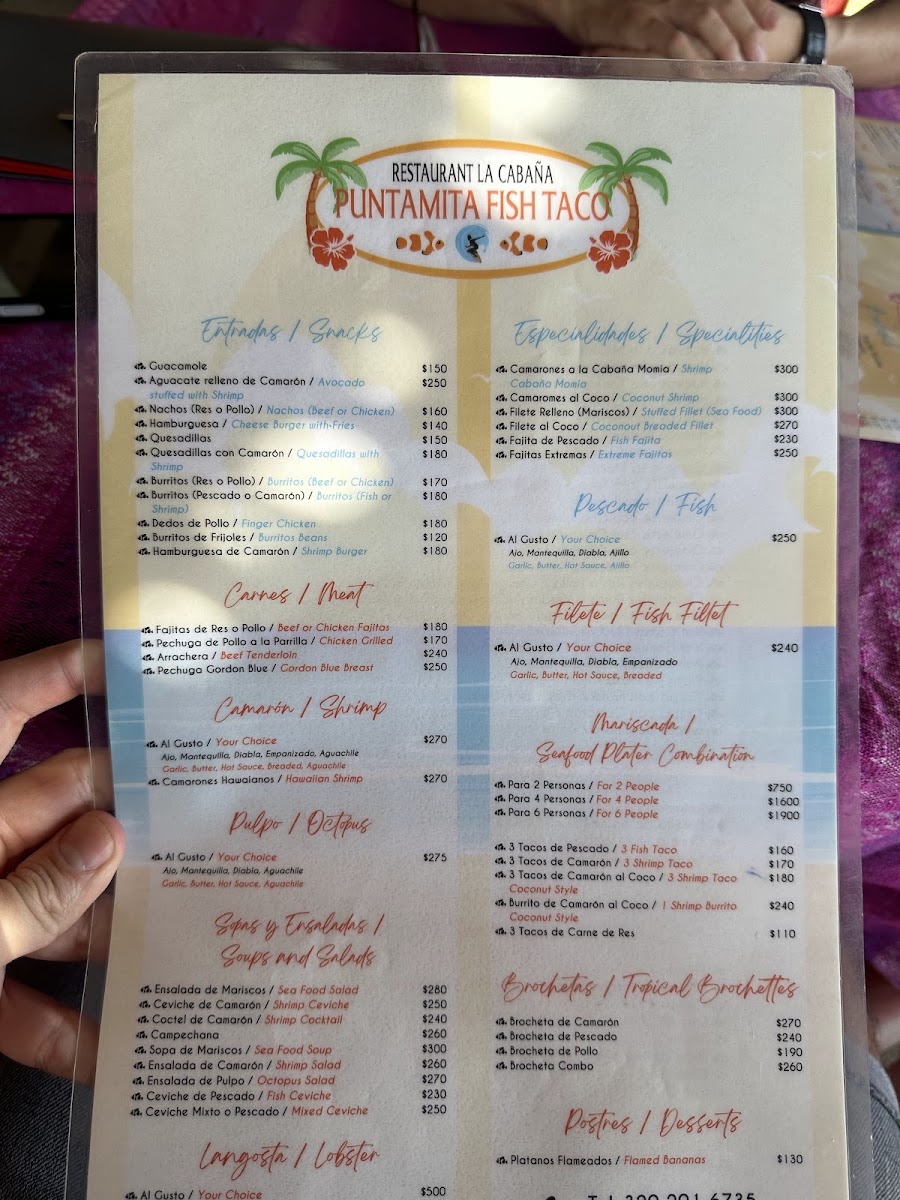 RESTAURANT LA CABAÑA
PUNTAMITA FISH TACO
Entradas / Snacks
Guacamole $150
Aguacate relleno de Camarón / Avocado $250
stuffed with Shrimp
Nachos (Res o Pollo) / Nachos (Beef or Chicken) $160
Hamburguesa / Cheese Burger with-Fries $140
Quesadillas $150
Quesadillas con Camarón / Quesadillas with $180
Shrimp
Burritos (Res o Pollo) / Burritos (Beef or Chicken) $170
Burritos (Pescado o Camarón) / Burritos (Fish or $180
Shrimp)
Dedos de Pollo / Finger Chicken $180
Burritos de Frijoles / Burritos Beans $120
Hamburguesa de Camarón / Shrimp Burger $180
Carnes / Meat
Fajitas de Res o Pollo / Beef or Chicken Fajitas $180
Pechuga de Pollo a la Parrilla / Chicken Grilled $170
Arrachera / Beef Tenderloin $240
Pechuga Gordon Blue / Gordon Blue Breast $250
Camarón / Shrimp
Al Gusto / Your Choice $270
Ajo, Mantequilla, Diabla, Empanizado, Aguachile
Garlic, Butter, Hot Sauce, Breaded, Aguachile
Camarones Hawaianos / Hawaiian Shrimp $270
Pulpo / Octopus
Al Gusto / Your Choice $275
Ajo, Mantequilla, Diabla, Aguachile
Garlic, Butter, Hot Sauce, Aguachile
Sopas y Ensaladas /
Soups and Salads
Ensalada de Mariscos / Sea Food Salad $280
Ceviche de Camarón / Shrimp Ceviche $250
Coctel de Camarón / Shrimp Cocktail $240
Campechana $260
Sopa de Mariscos / Sea Food Soup $300
Ensalada de Camarón / Shrimp Salad $260
Ensalada de Pulpo / Octopus Salad $270
Ceviche de Pescado / Fish Ceviche $230
Ceviche Mixto o Pescado / Mixed Ceviche $250
Langosta / Lobster
Al Gusto / Your Choice $500
Especialidades / Specialities
Camarones a la Cabaña Momia / Shrimp $300
Cabaña Momia
Camaromes al Coco / Coconut Shrimp $300
Filete Relleno (Mariscos) / Stuffed Fillet (Sea Food) $300
Filete al Coco / Coconout Breaded Fillet $270
Fajita de Pescado / Fish Fajita $230
Fajitas Extremas / Extreme Fajitas $250
Pescado / Fish
Al Gusto / Your Choice $250
Ajo, Mantequilla, Diabla, Ajillo
Garlic, Butter, Hot Sauce, Ajillo
Filete / Fish Fillet
Al Gusto / Your Choice $240
Ajo, Mantequilla, Diabla, Empanizado
Garlic, Butter, Hot Sauce, Breaded
Mariscada /
Seafood Plater Combination
Para 2 Personas / For 2 People $750
Para 4 Personas / For 4 People $1600
Para 6 Personas / For 6 People $1900
3 Tacos de Pescado / 3 Fish Taco $160
3 Tacos de Camarón / 3 Shrimp Taco $170
3 Tacos de Camarón al Coco / 3 Shrimp Taco $180
Coconut Style
Burrito de Camarón al Coco / 1 Shrimp Burrito $240
Coconut Style
3 Tacos de Carne de Res $110
Brochetas / Tropical Brochettes
Brocheta de Camarón $270
Brocheta de Pescado $240
Brocheta de Pollo $190
Brocheta Combo $260
Postres / Desserts
Platanos Flameados / Flamed Bananas $130